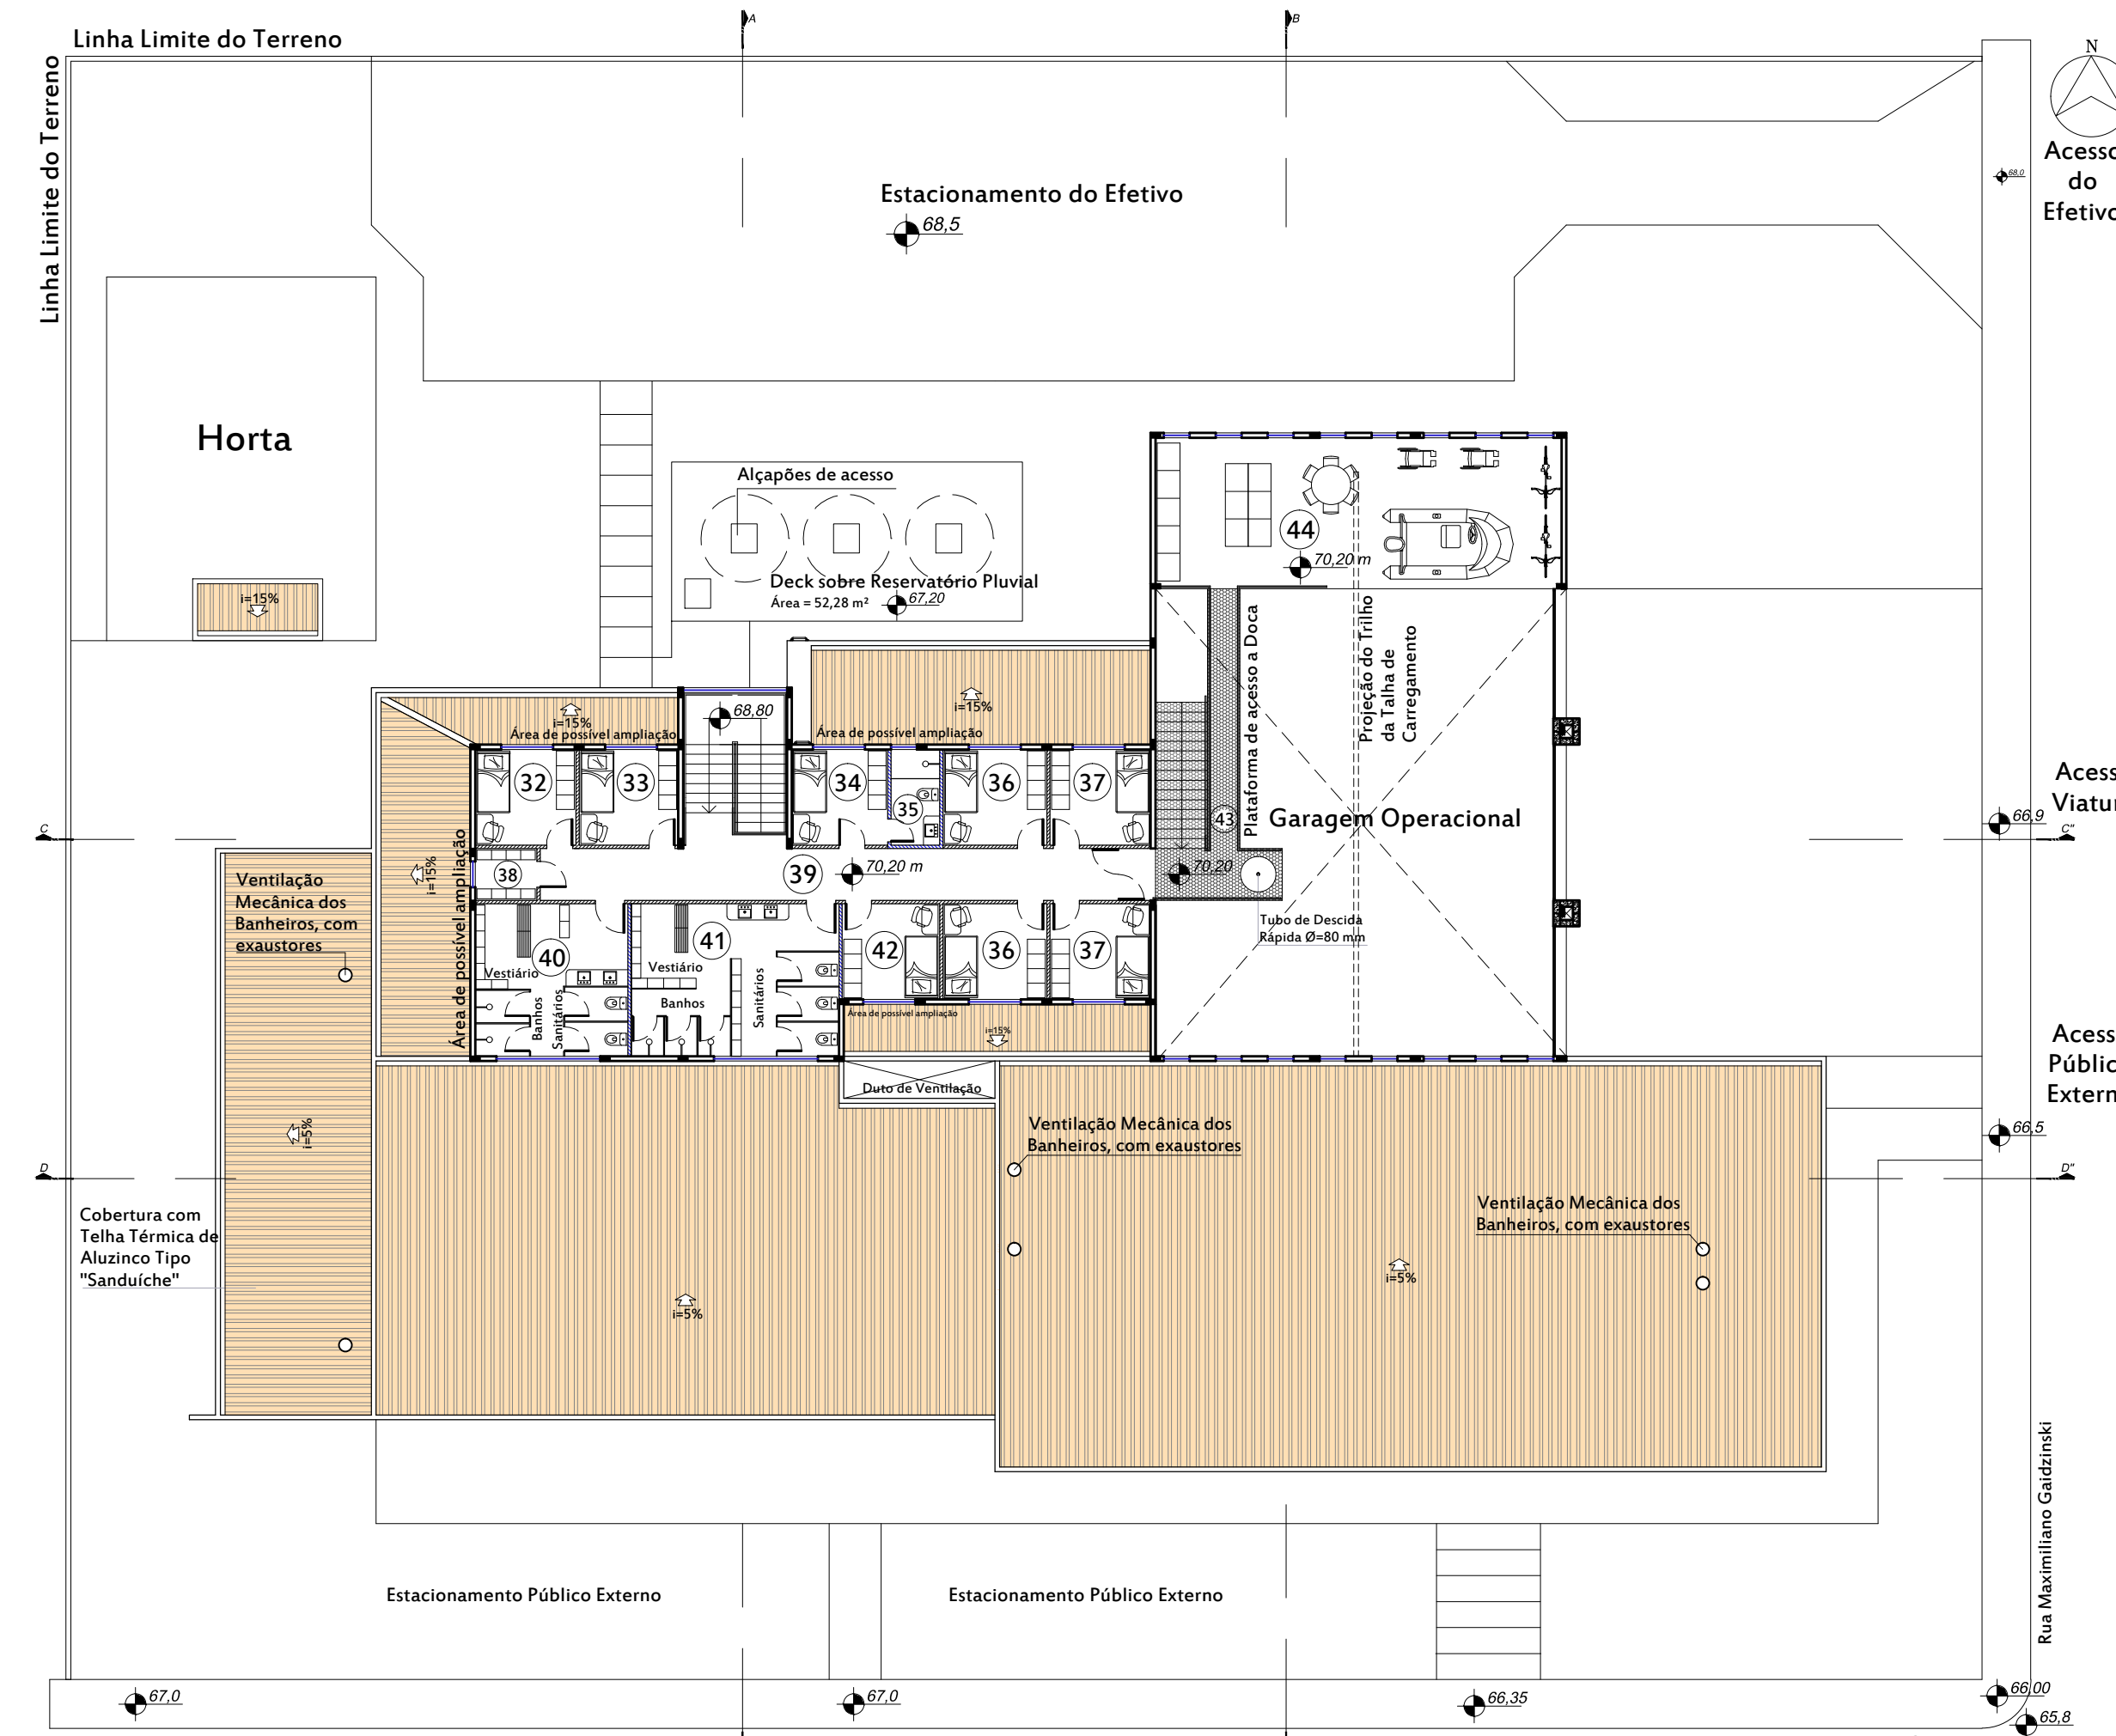 A
B
Linha Limite do Terreno
Linha Limite do Terreno
N
Acesso
do
Efetivo
68,0
Estacionamento do Efetivo
68,5
Horta
i=15%
Alçapões de acesso
Deck sobre Reservatório Pluvial
Área = 52,28 m²
67,20
44
70,20 m
Plataforma de acesso a Doca
Projeção do Trilho
da Talha de
Carregamento
i=15%
Área de possível ampliação
68,80
i=15%
Área de possível ampliação
32
33
34
35
36
37
43
Garagem Operacional
Acess
Viatur
66,9
C
C"
i=15%
Área de possível ampliação
38
39
70,20 m
70,20
Ventilação
Mecânica dos
Banheiros, com
exaustores
40
41
42
36
37
Tubo de Descida
Rápida Ø=80 mm
Vestiário
Banhos
Sanitários
Vestiário
Banhos
Sanitários
Área de possível ampliação
i=15%
Duto de Ventilação
Acess
Públic
Extern
66,5
i=5%
Ventilação Mecânica dos
Banheiros, com exaustores
D
D"
Cobertura com
Telha Térmica de
Aluzinco Tipo
"Sanduíche"
Ventilação Mecânica dos
Banheiros, com exaustores
i=5%
i=5%
Rua Maximiliano Gaidzinski
Estacionamento Público Externo
Estacionamento Público Externo
67,0
67,0
66,35
66,00
65,8